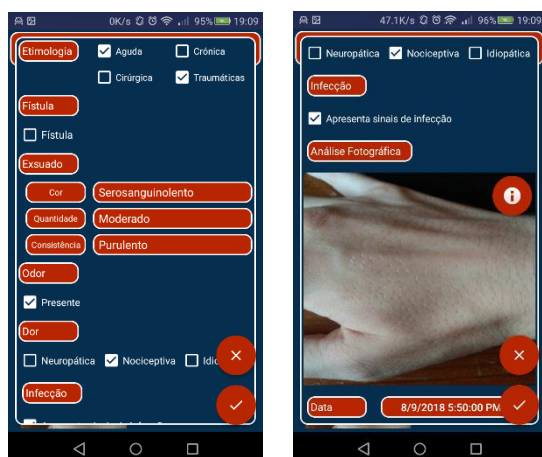 0K/s 95% 19:09
Etimologia Aguda Crónica
Cirúrgica Traumáticas
Fístula
Fístula
Exsuado
Cor Serosanguinolento
Quantidade Moderado
Consistência Purulento
Odor
Presente
Dor
Neuropática Nociceptiva
Infecção
47.1K/s 96% 19:09
Neuropática Nociceptiva Idiopática
Infecção
Apresenta sinais de infecção
Análise Fotográfica
Data 8/9/2018 5:50:00 PM